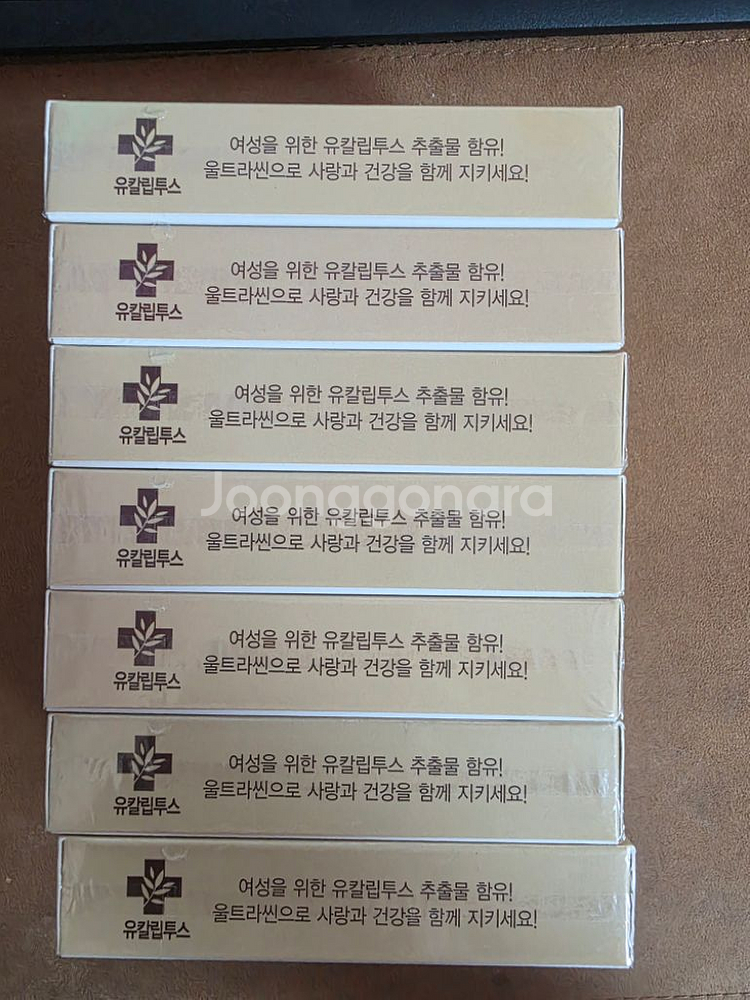 유칼립투스
여성을 위한 유칼립투스 추출물 함유!
울트라씬으로 사랑과 건강을 함께 지키세요!
유칼립투스
여성을 위한 유칼립투스 추출물 함유!
울트라씬으로 사랑과 건강을 함께 지키세요!
유칼립투스
여성을 위한 유칼립투스 추출물 함유!
울트라씬으로 사랑과 건강을 함께 지키세요!
Joonggonara
유칼립투스
여성을 위한 유칼립투스 추출물 함유!
울트라씬으로 사랑과 건강을 함께 지키세요!
유칼립투스
여성을 위한 유칼립투스 추출물 함유!
울트라씬으로 사랑과 건강을 함께 지키세요!
유칼립투스
여성을 위한 유칼립투스 추출물 함유!
울트라씬으로 사랑과 건강을 함께 지키세요!
유칼립투스
여성을 위한 유칼립투스 추출물 함유!
울트라씬으로 사랑과 건강을 함께 지키세요!